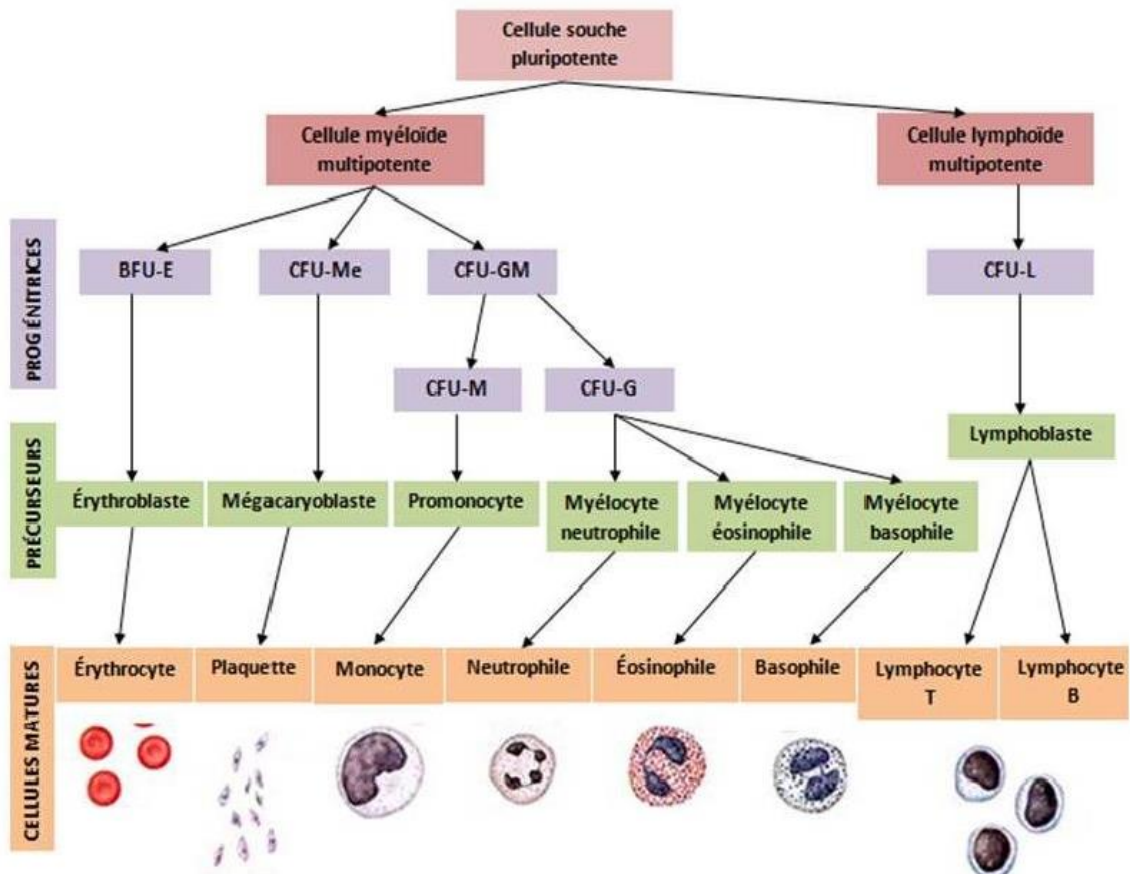 Cellule souche
pluripotente
Cellule myéloïde
multipotente
Cellule lymphoïde
multipotente
PROGÉNITRICES
BFU-E
CFU-Me
CFU-GM
CFU-L
CFU-M
CFU-G
PRÉCURSEURS
Lymphoblaste
Érythroblaste
Mégacaryoblaste
Promonocyte
Myélocyte
neutrophile
Myélocyte
éosinophile
Myélocyte
basophile
CELLULES MATURES
Érythrocyte
Plaquette
Monocyte
Neutrophile
Éosinophile
Basophile
Lymphocyte
T
Lymphocyte
B